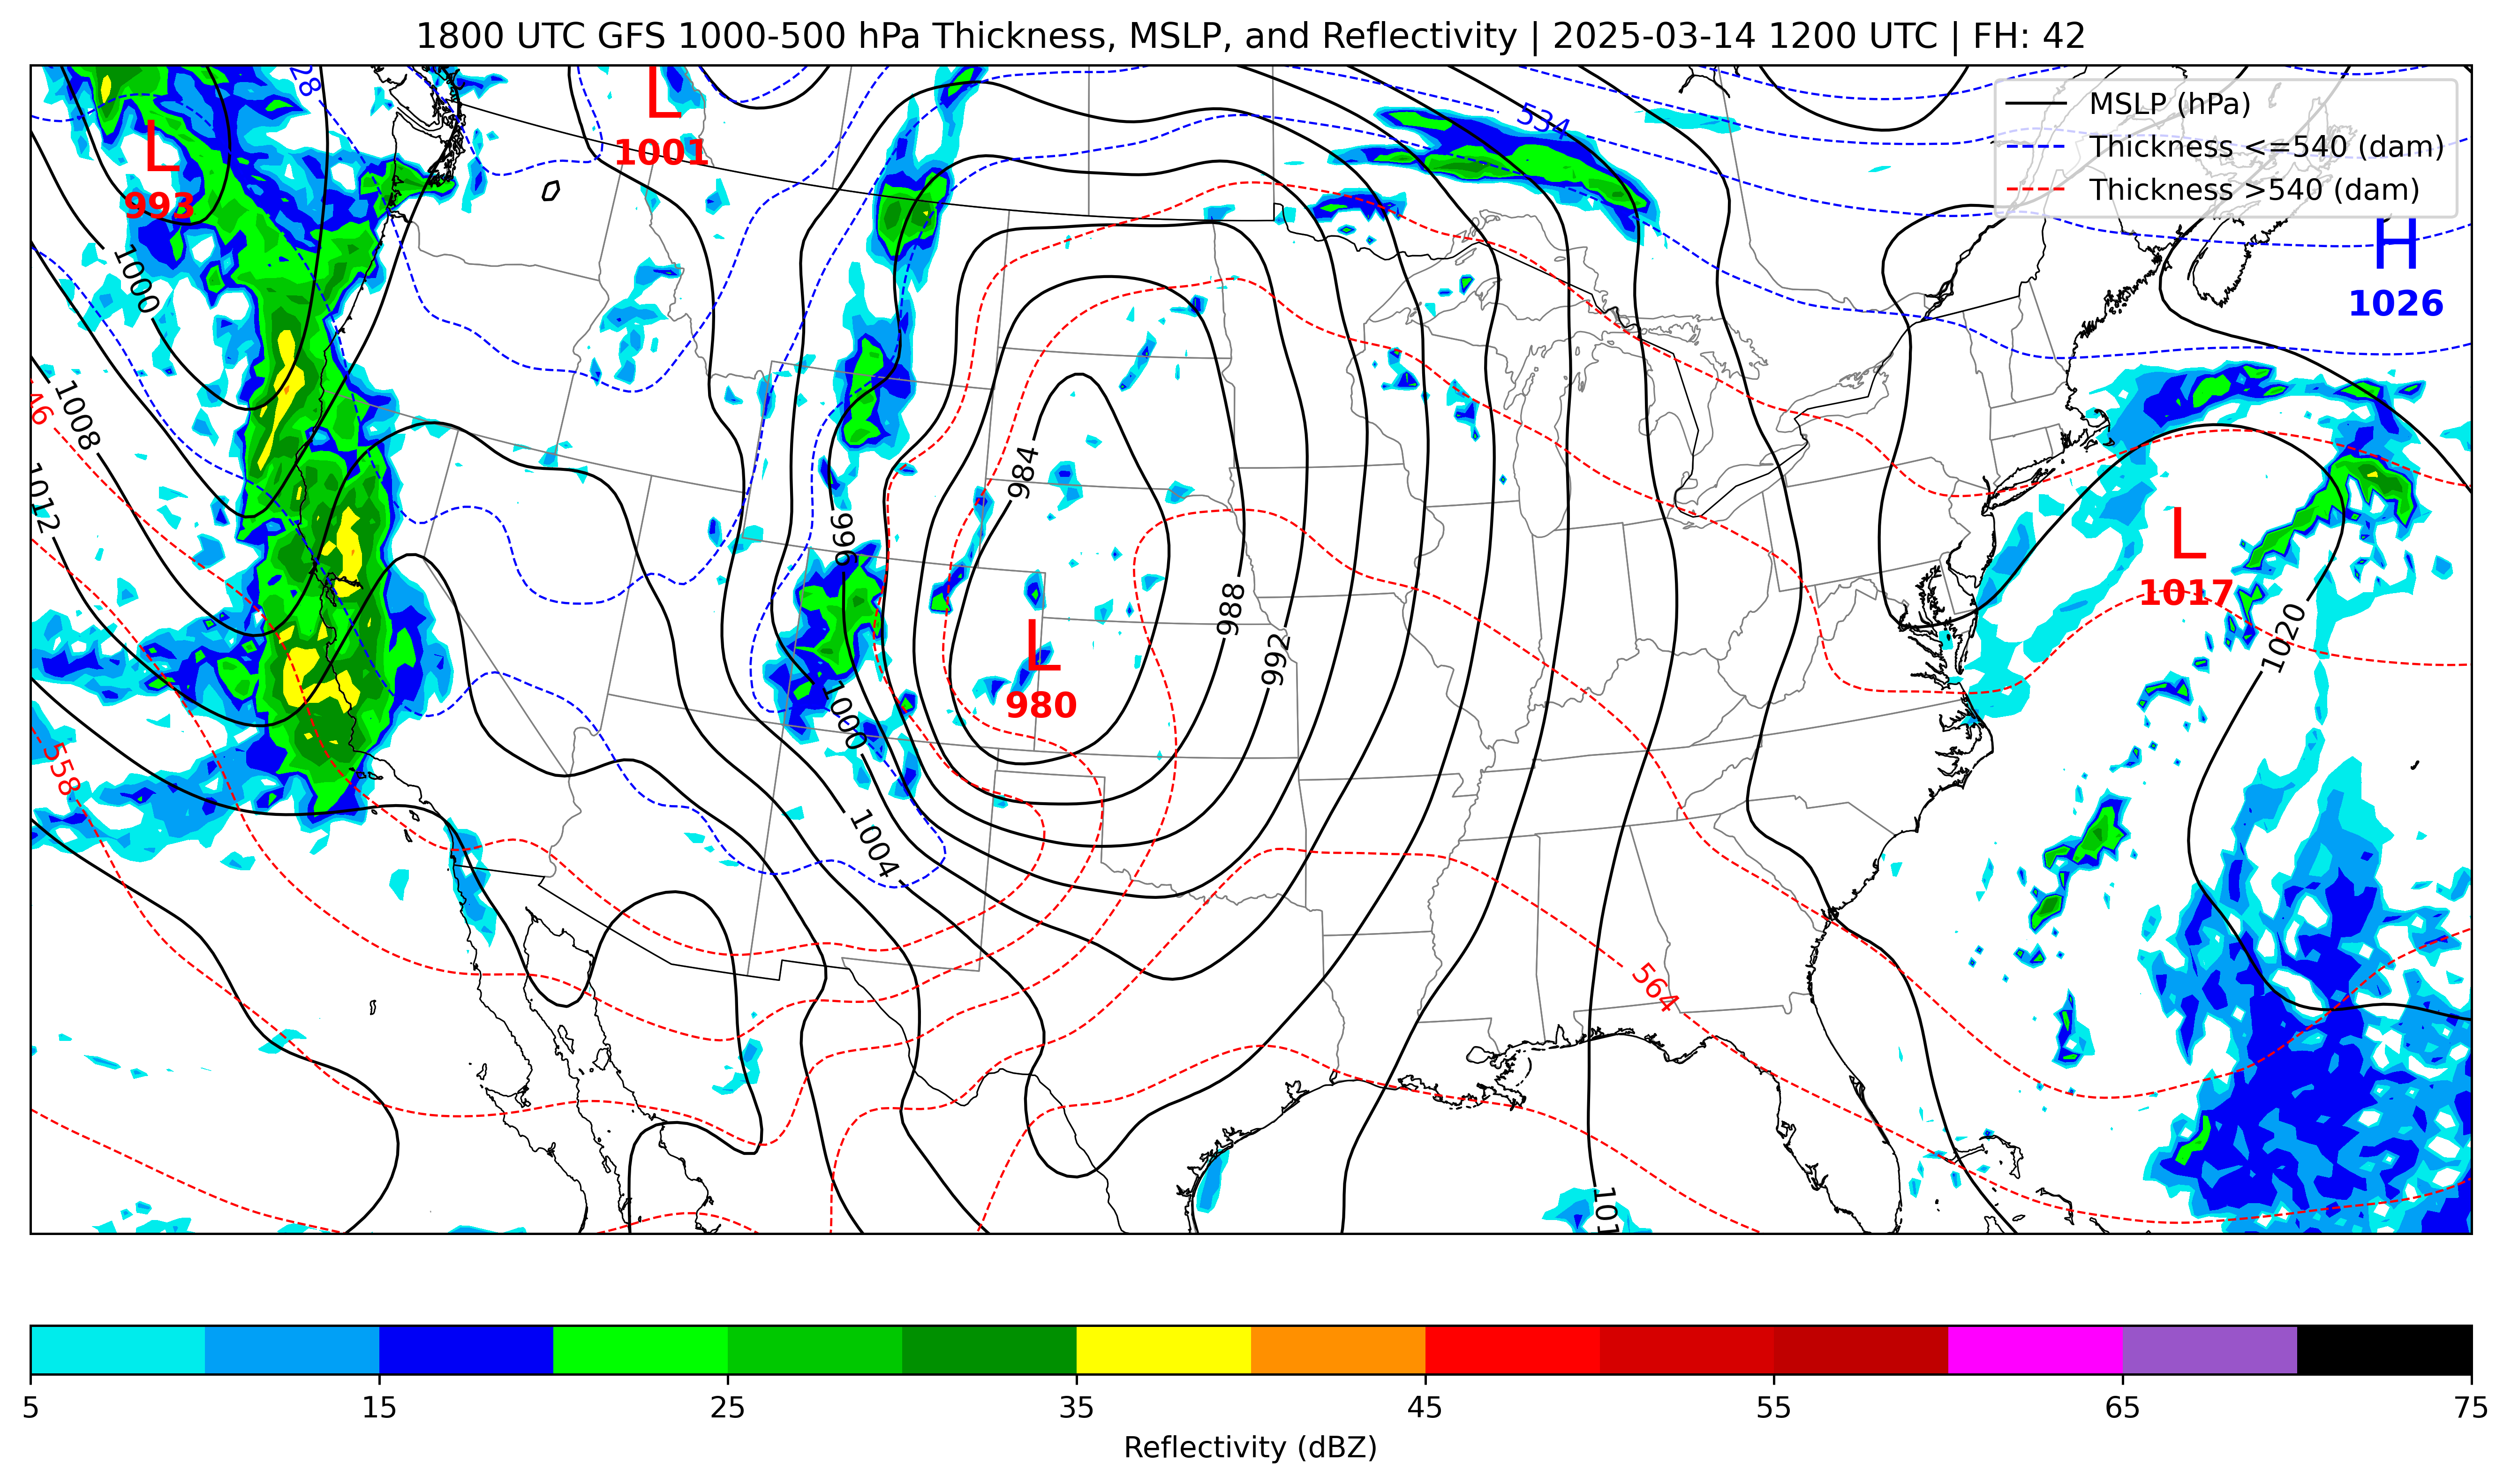 1800 UTC GFS 1000-500 hPa Thickness, MSLP, and Reflectivity | 2025-03-14 1200 UTC | FH: 42
MSLP (hPa)
Thickness <=540 (dam)
Thickness >540 (dam)
L
1001
L
993
534
H
1026
1000
1008
1012
46
558
28
984
996
988
992
L
980
1000
1004
L
1017
1020
564
101
5
15
25
35
45
55
65
75
Reflectivity (dBZ)